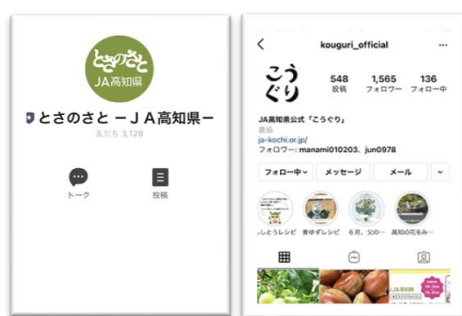 とさのさと
JA高知県
とさのさと −ＪＡ高知県−
友だち 3,128
トーク
投稿
kouguri_official
こう
ぐり
548
投稿
1,565
フォロワー
136
フォロー中
JA高知県公式「こうぐり」
農協
ja-kochi.or.jp/
フォロワー: manami010203、jun0978
フォロー中
メッセージ
メール
ししとうレシピ
青ゆずレシピ
6月、父の…
高知の花をみ…
JA高知県